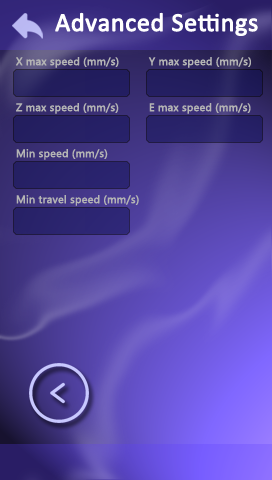 Advanced Settings
X max speed (mm/s) Y max speed (mm/s)
Z max speed (mm/s) E max speed (mm/s)
Min speed (mm/s)
Min travel speed (mm/s)